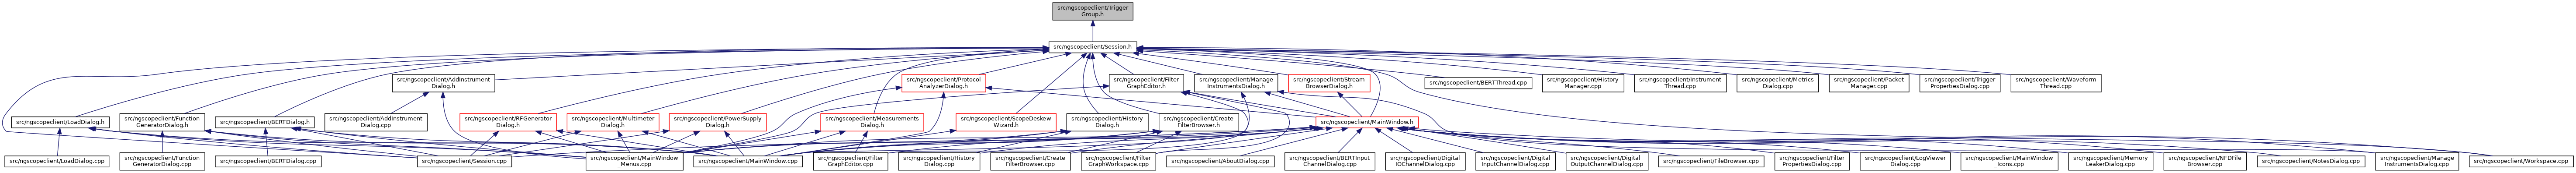 src/ngscopeclient/Trigger
Group.h
src/ngscopeclient/Session.h
src/ngscopeclient/AddInstrument
Dialog.h
src/ngscopeclient/Protocol
AnalyzerDialog.h
src/ngscopeclient/Filter
GraphEditor.h
src/ngscopeclient/Manage
InstrumentsDialog.h
src/ngscopeclient/Stream
BrowserDialog.h
src/ngscopeclient/BERTThread.cpp
src/ngscopeclient/History
Manager.cpp
src/ngscopeclient/Instrument
Thread.cpp
src/ngscopeclient/Metrics
Dialog.cpp
src/ngscopeclient/Packet
Manager.cpp
src/ngscopeclient/Trigger
PropertiesDialog.cpp
src/ngscopeclient/Waveform
Thread.cpp
src/ngscopeclient/LoadDialog.h
src/ngscopeclient/Function
GeneratorDialog.h
src/ngscopeclient/BERTDialog.h
src/ngscopeclient/AddInstrument
Dialog.cpp
src/ngscopeclient/RFGenerator
Dialog.h
src/ngscopeclient/Multimeter
Dialog.h
src/ngscopeclient/PowerSupply
Dialog.h
src/ngscopeclient/Measurements
Dialog.h
src/ngscopeclient/ScopeDeskew
Wizard.h
src/ngscopeclient/History
Dialog.h
src/ngscopeclient/Create
FilterBrowser.h
src/ngscopeclient/MainWindow.h
src/ngscopeclient/LoadDialog.cpp
src/ngscopeclient/Function
GeneratorDialog.cpp
src/ngscopeclient/BERTDialog.cpp
src/ngscopeclient/Session.cpp
src/ngscopeclient/MainWindow
_Menus.cpp
src/ngscopeclient/MainWindow.cpp
src/ngscopeclient/Filter
GraphEditor.cpp
src/ngscopeclient/History
Dialog.cpp
src/ngscopeclient/Create
FilterBrowser.cpp
src/ngscopeclient/Filter
GraphWorkspace.cpp
src/ngscopeclient/AboutDialog.cpp
src/ngscopeclient/BERTInput
ChannelDialog.cpp
src/ngscopeclient/Digital
IOChannelDialog.cpp
src/ngscopeclient/Digital
InputChannelDialog.cpp
src/ngscopeclient/Digital
OutputChannelDialog.cpp
src/ngscopeclient/FileBrowser.cpp
src/ngscopeclient/Filter
PropertiesDialog.cpp
src/ngscopeclient/LogViewer
Dialog.cpp
src/ngscopeclient/MainWindow
_Icons.cpp
src/ngscopeclient/Memory
LeakerDialog.cpp
src/ngscopeclient/NFDFile
Browser.cpp
src/ngscopeclient/NotesDialog.cpp
src/ngscopeclient/Manage
InstrumentsDialog.cpp
src/ngscopeclient/Workspace.cpp